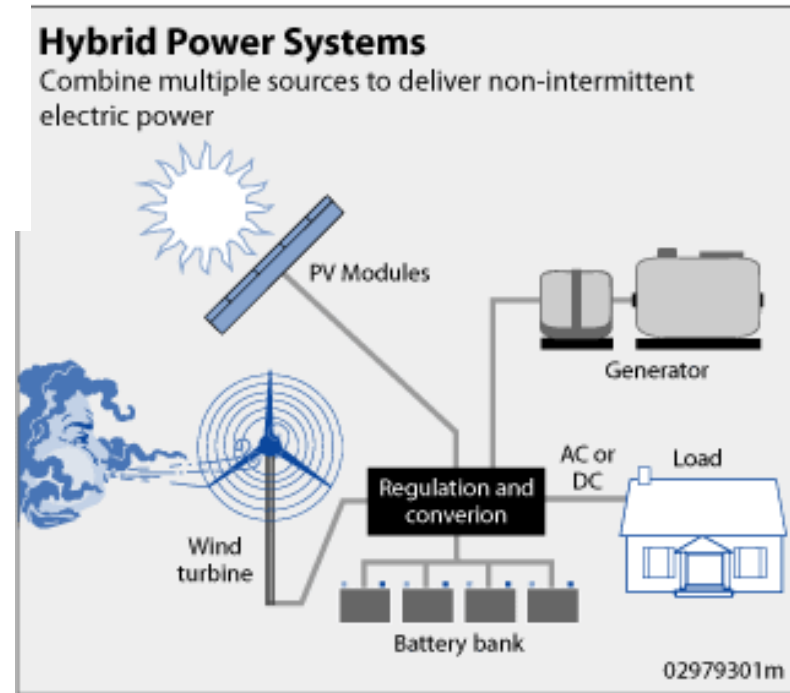 Hybrid Power Systems
Combine multiple sources to deliver non-intermittent
electric power
PV Modules
Generator
AC or
DC
Load
Regulation and
converion
Wind
turbine
Battery bank
02979301m